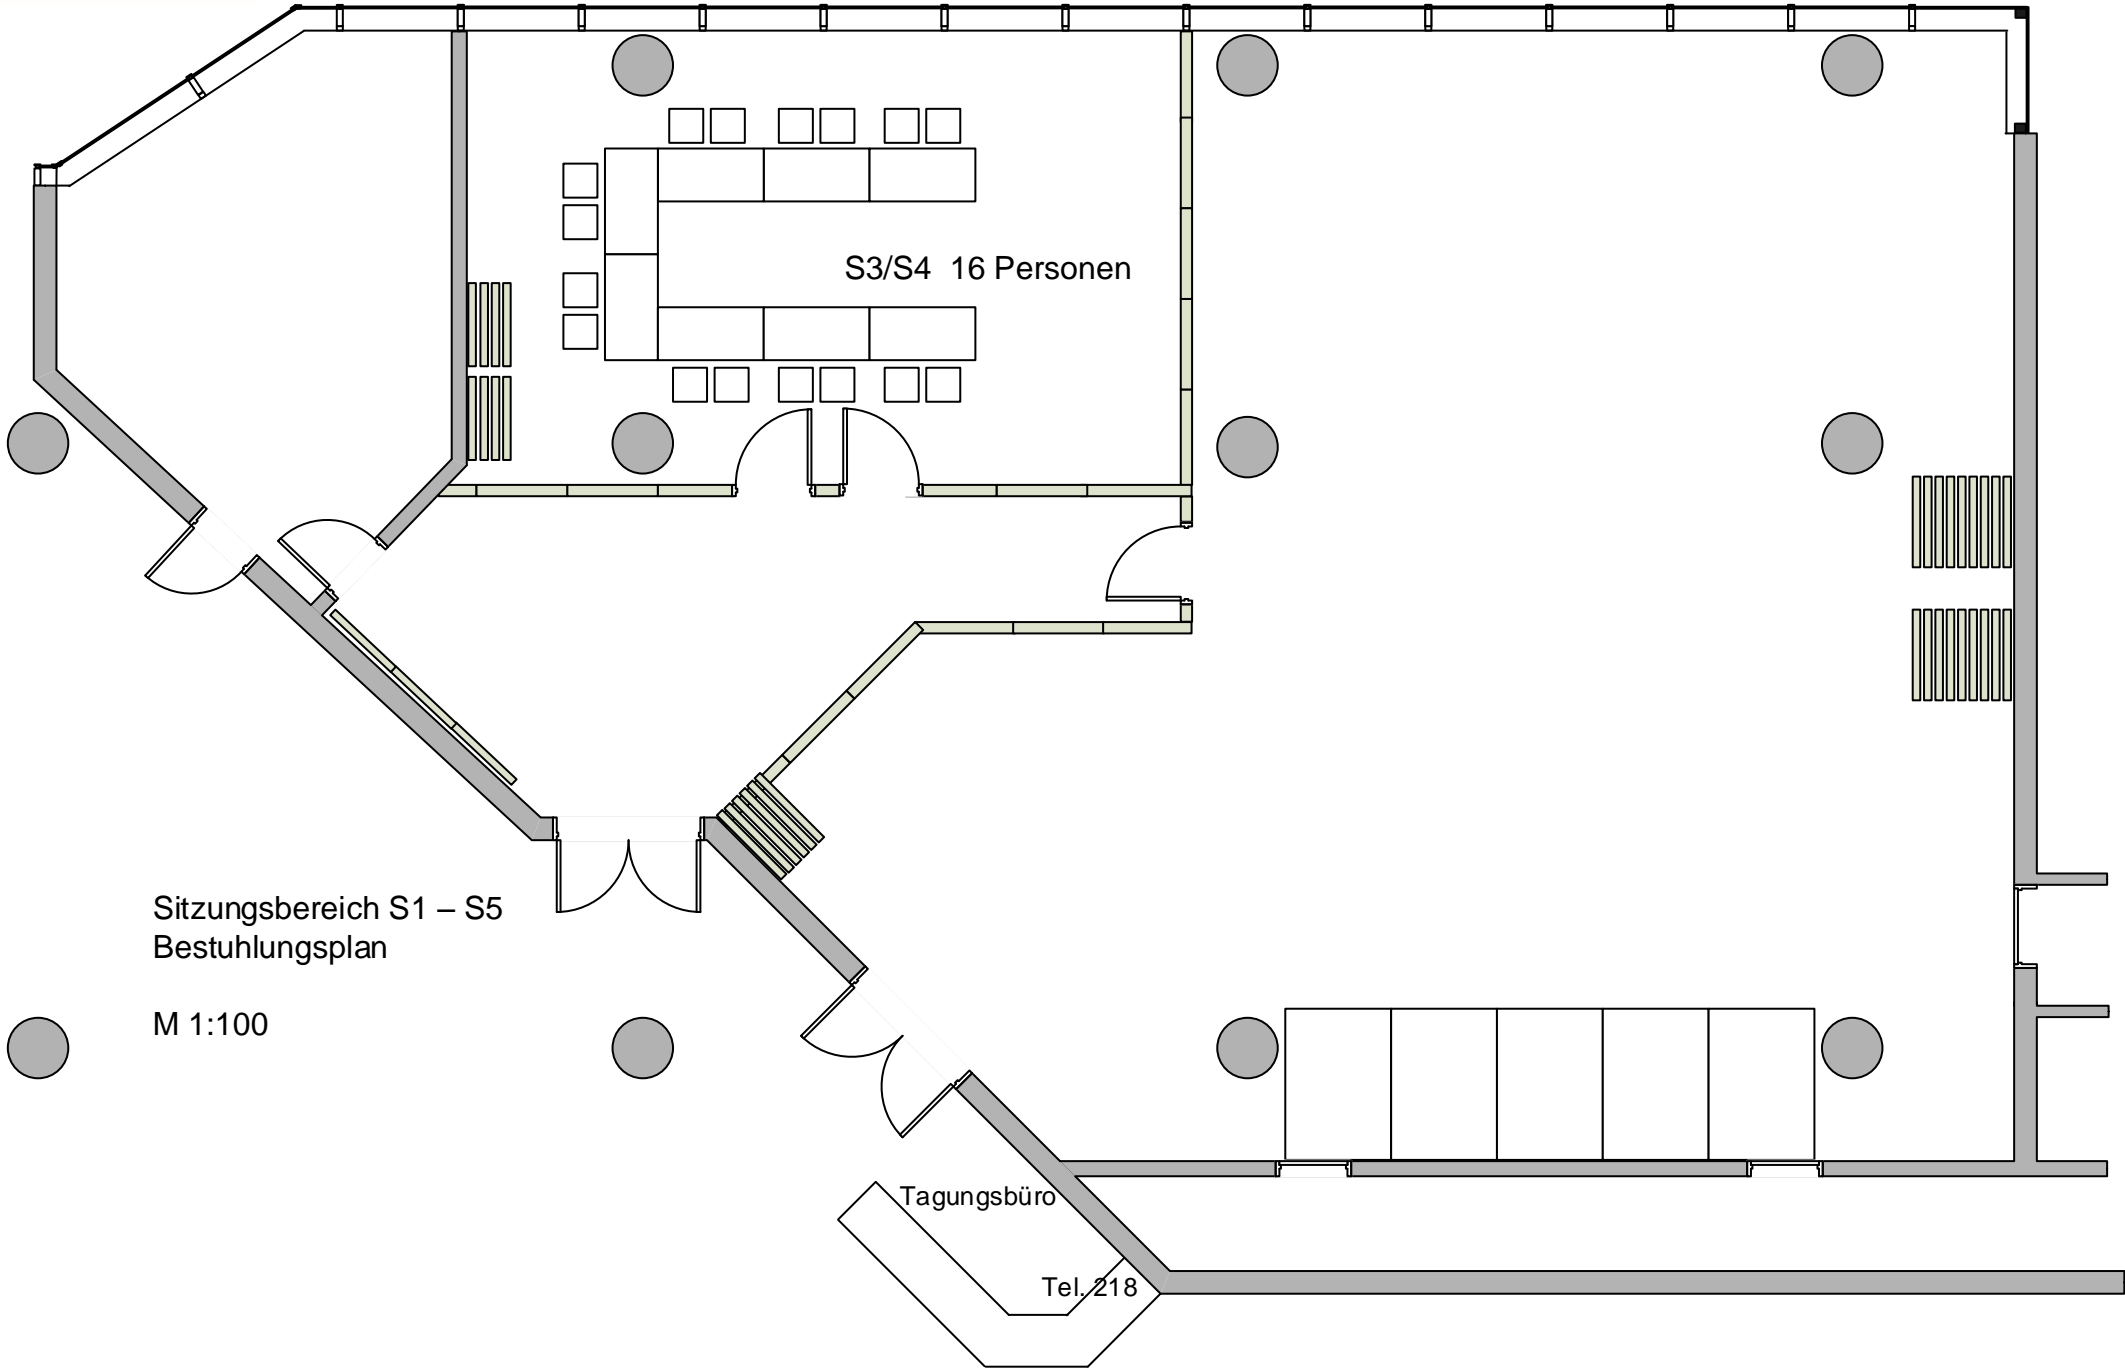 S3/S4  16 Personen
Sitzungsbereich S1 – S5
Bestuhlungsplan
M 1:100
Tagungsbüro
Tel. 218